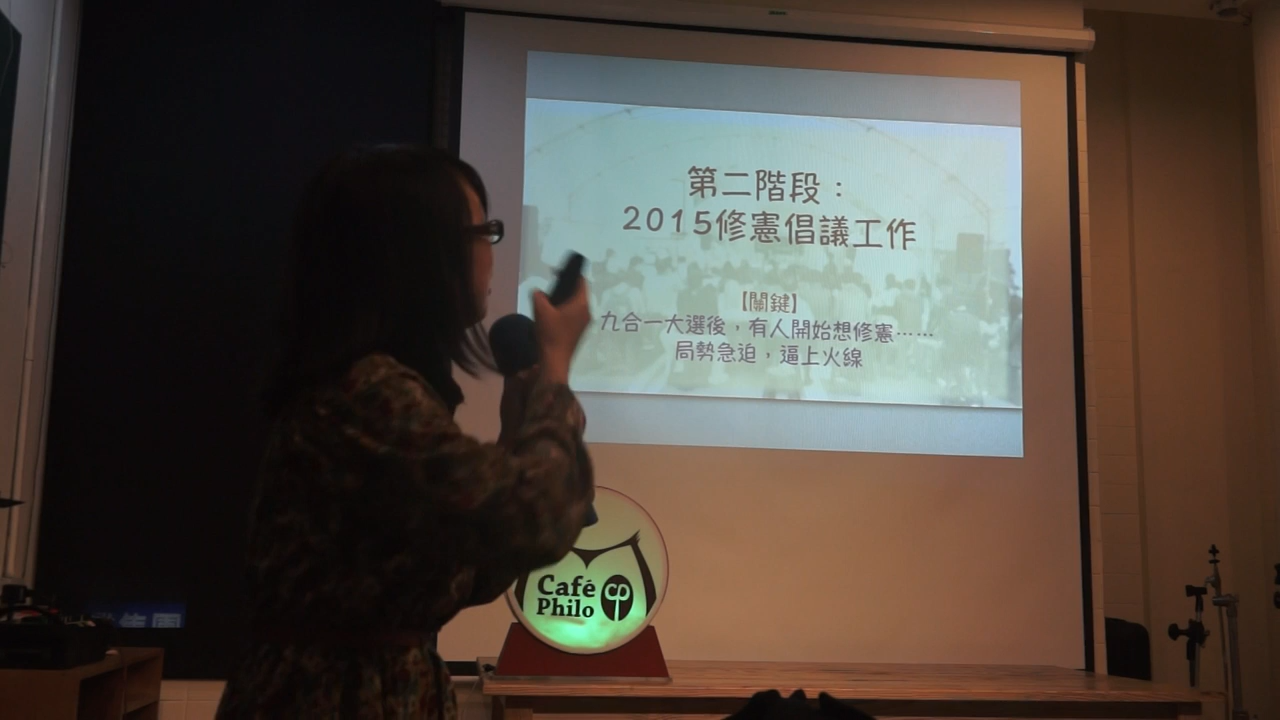 第二階段：
2015修憲倡議工作
【關鍵】
九合一大選後，有人開始想修憲……
局勢急迫，逼上火線
Café
Philo
cp